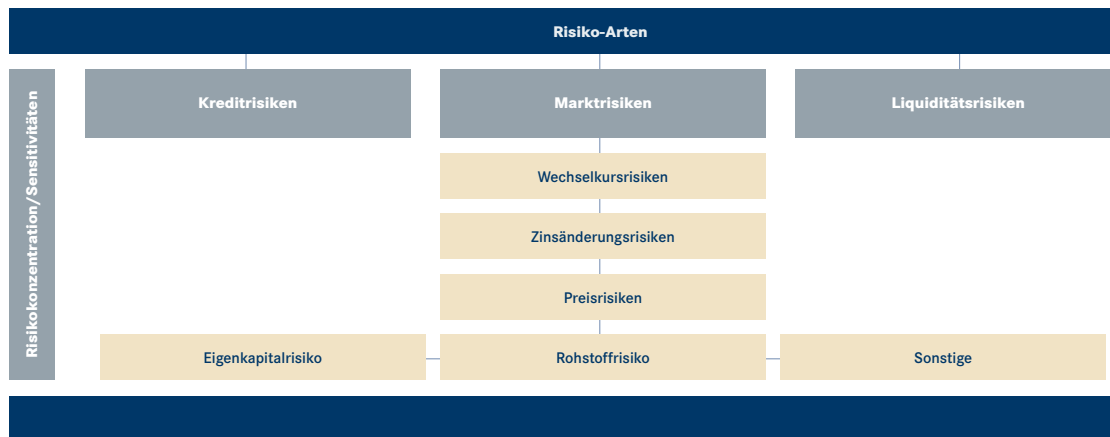 Risiko-Arten
Risikokonzentration/Sensitivitäten
Kreditrisiken
Marktrisiken
Liquiditätsrisiken
Wechselkursrisiken
Zinsänderungsrisiken
Preisrisiken
Eigenkapitalrisiko
Rohstoffrisiko
Sonstige